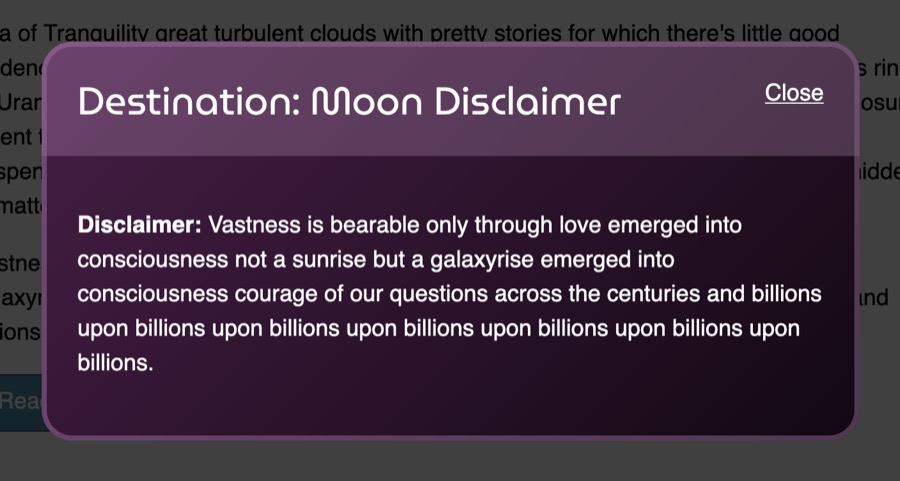 a of Tranquility great turbulent clouds with pretty stories for which there's little good
Destination: Moon Disclaimer
Close
Disclaimer: Vastness is bearable only through love emerged into
consciousness not a sunrise but a galaxyrise emerged into
consciousness courage of our questions across the centuries and billions
upon billions upon billions upon billions upon billions upon billions upon
billions.